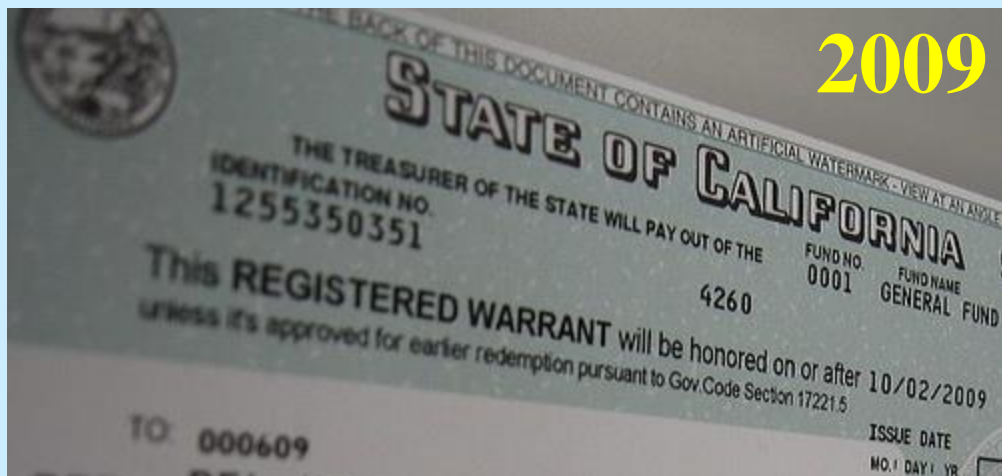 2009
THE BACK OF THIS DOCUMENT CONTAINS AN ARTIFICIAL WATERMARK - VIEW AT AN ANGLE
STATE OF CALIFORNIA
THE TREASURER OF THE STATE WILL PAY OUT OF THE
FUND NO. FUND NAME
IDENTIFICATION NO.
0001 GENERAL FUND
1255350351
4260
This REGISTERED WARRANT will be honored on or after 10/02/2009
unless it's approved for earlier redemption pursuant to Gov.Code Section 17221.5
ISSUE DATE
MO. DAY YR
TO: 000609